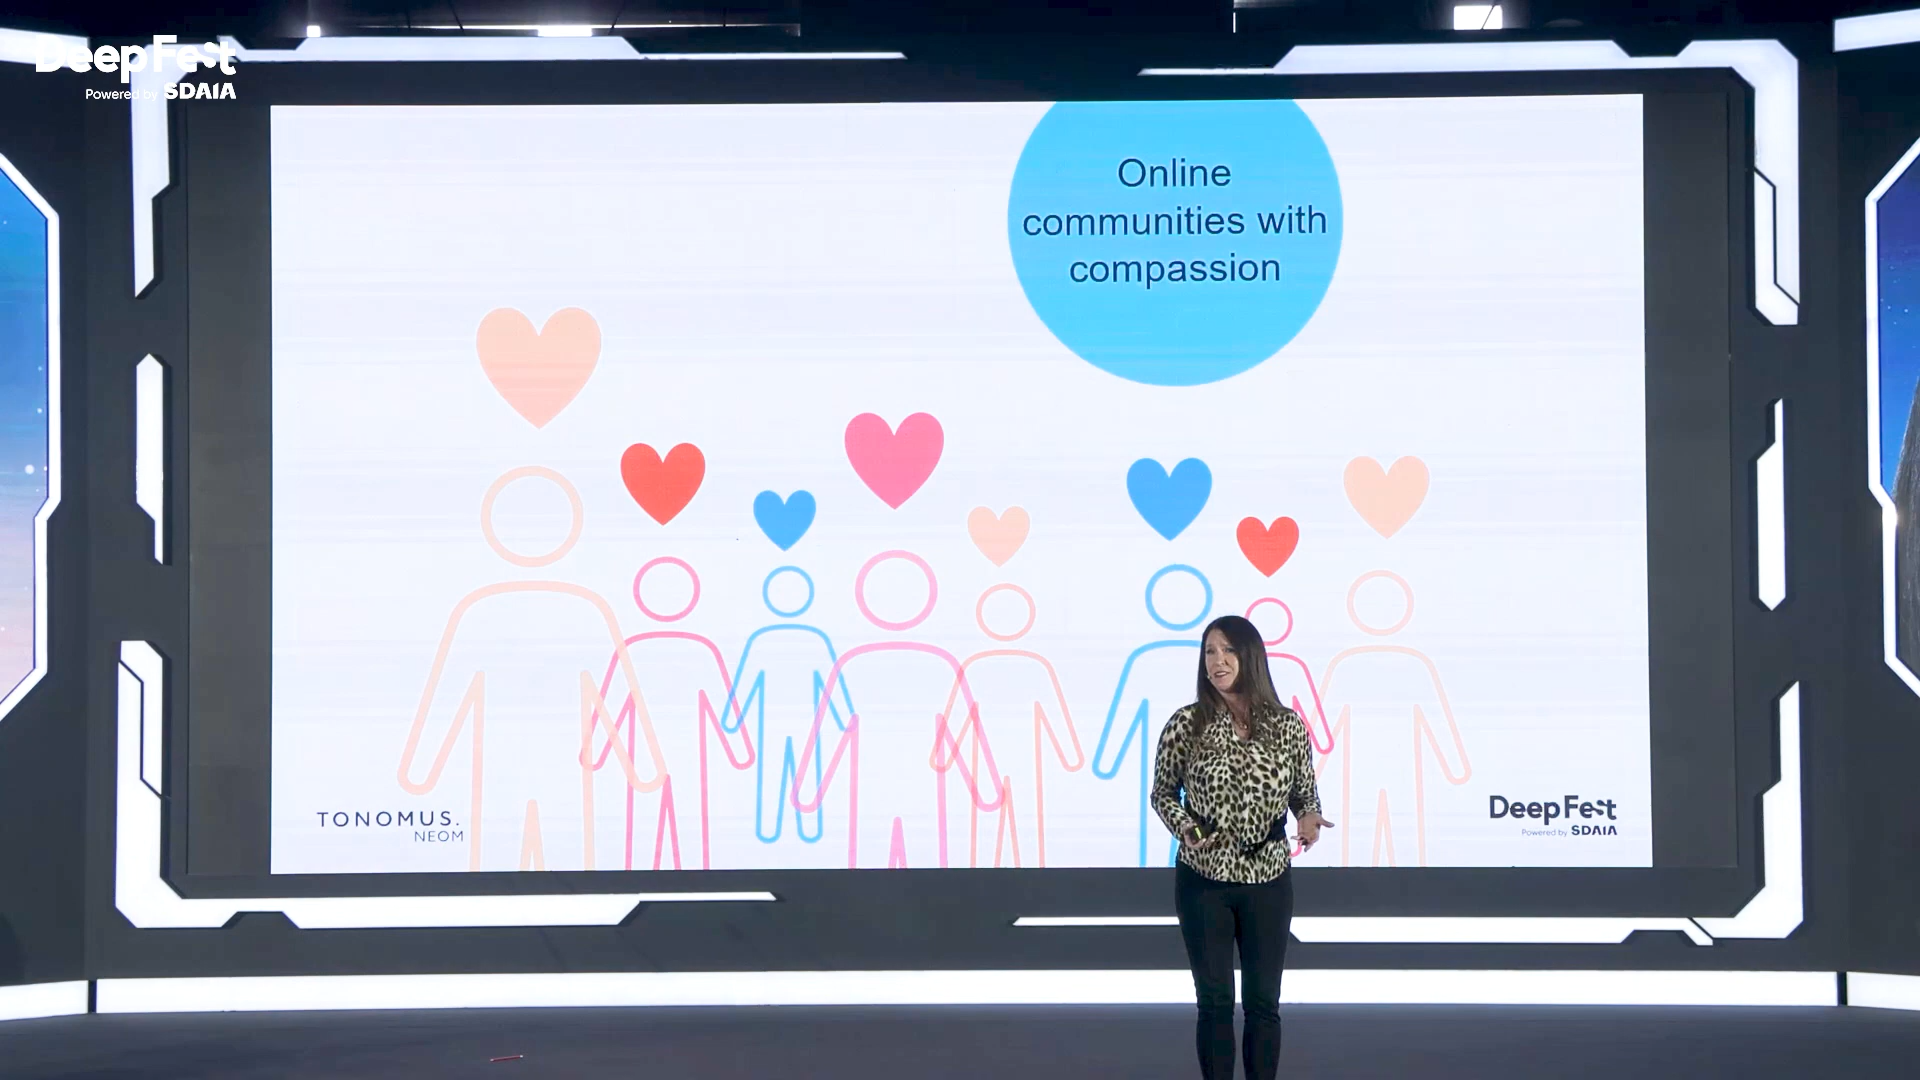 DeepFest
Powered by SDAIA
Online
communities with
compassion
TONOMUS.
NEOM
DeepFest
Powered by SDAIA